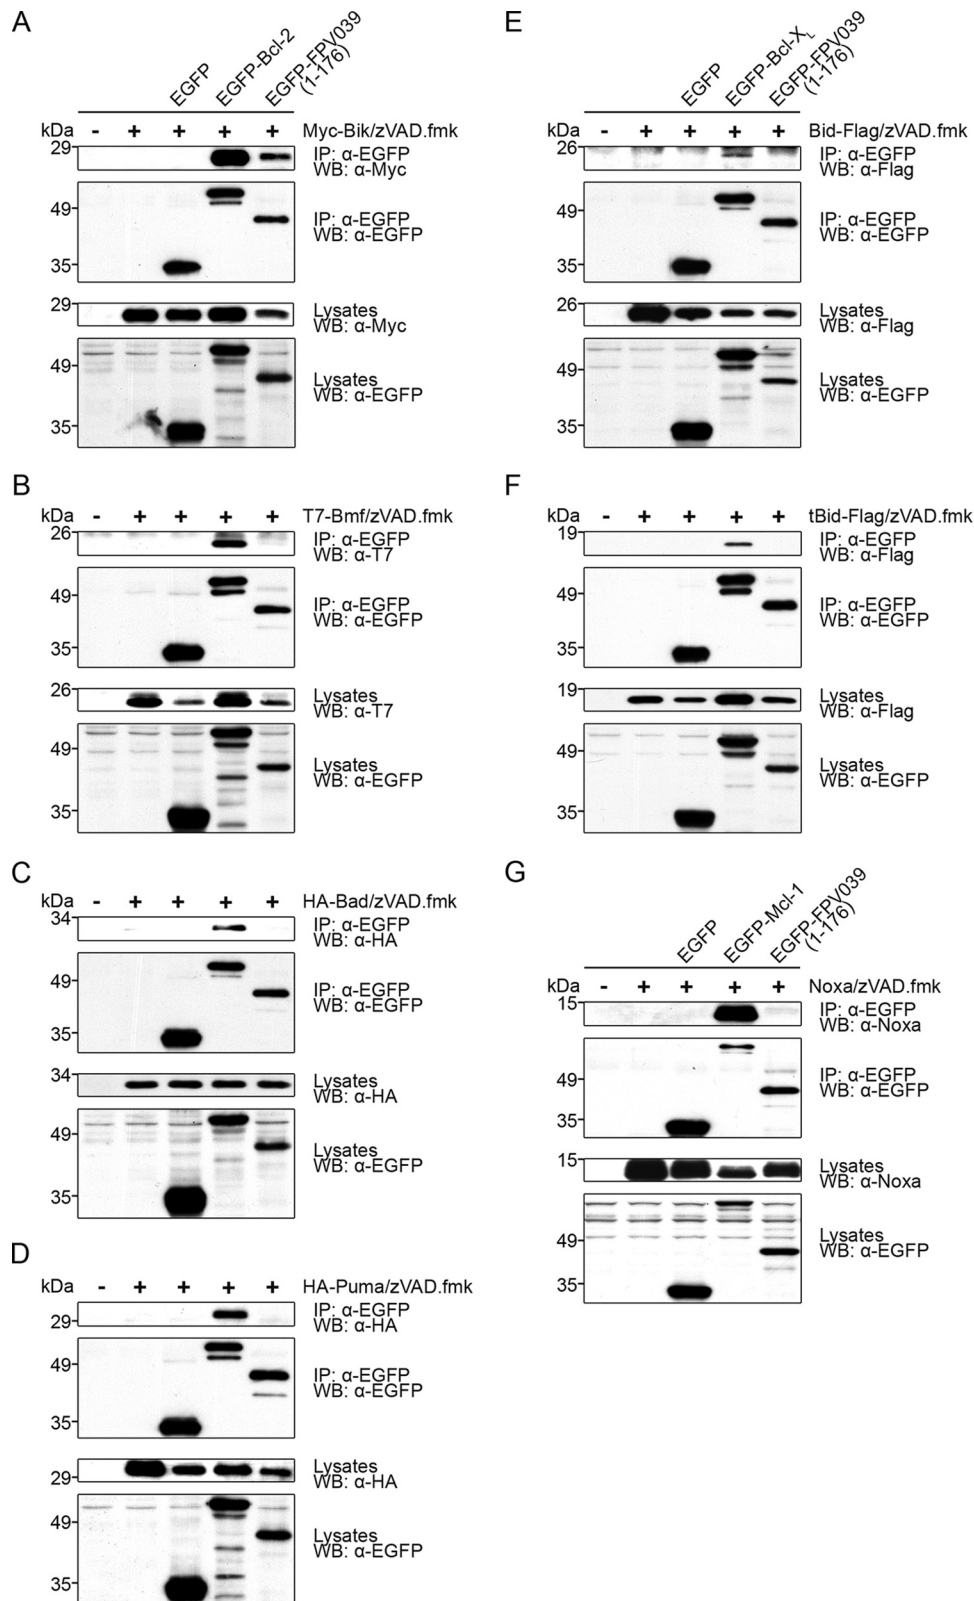 A
EGFP
EGFP-Bcl-2
EGFP-FPV039
(1-176)
kDa - + + + + Myc-Bik/zVAD.fmk
29
IP: α-EGFP
WB: α-Myc
49
35
IP: α-EGFP
WB: α-EGFP
29
Lysates
WB: α-Myc
49
35
Lysates
WB: α-EGFP
B
kDa - + + + + T7-Bmf/zVAD.fmk
26
IP: α-EGFP
WB: α-T7
49
35
IP: α-EGFP
WB: α-EGFP
26
Lysates
WB: α-T7
49
35
Lysates
WB: α-EGFP
C
kDa - + + + + HA-Bad/zVAD.fmk
34
IP: α-EGFP
WB: α-HA
49
35
IP: α-EGFP
WB: α-EGFP
34
Lysates
WB: α-HA
49
35
Lysates
WB: α-EGFP
D
kDa - + + + + HA-Puma/zVAD.fmk
29
IP: α-EGFP
WB: α-HA
49
35
IP: α-EGFP
WB: α-EGFP
29
Lysates
WB: α-HA
49
35
Lysates
WB: α-EGFP
E
EGFP
EGFP-Bcl-XL
EGFP-FPV039
(1-176)
kDa - + + + + Bid-Flag/zVAD.fmk
26
IP: α-EGFP
WB: α-Flag
49
35
IP: α-EGFP
WB: α-EGFP
26
Lysates
WB: α-Flag
49
35
Lysates
WB: α-EGFP
F
kDa - + + + + tBid-Flag/zVAD.fmk
19
IP: α-EGFP
WB: α-Flag
49
35
IP: α-EGFP
WB: α-EGFP
19
Lysates
WB: α-Flag
49
35
Lysates
WB: α-EGFP
G
EGFP
EGFP-Mcl-1
EGFP-FPV039
(1-176)
kDa - + + + + Noxa/zVAD.fmk
15
IP: α-EGFP
WB: α-Noxa
49
35
IP: α-EGFP
WB: α-EGFP
15
Lysates
WB: α-Noxa
49
35
Lysates
WB: α-EGFP